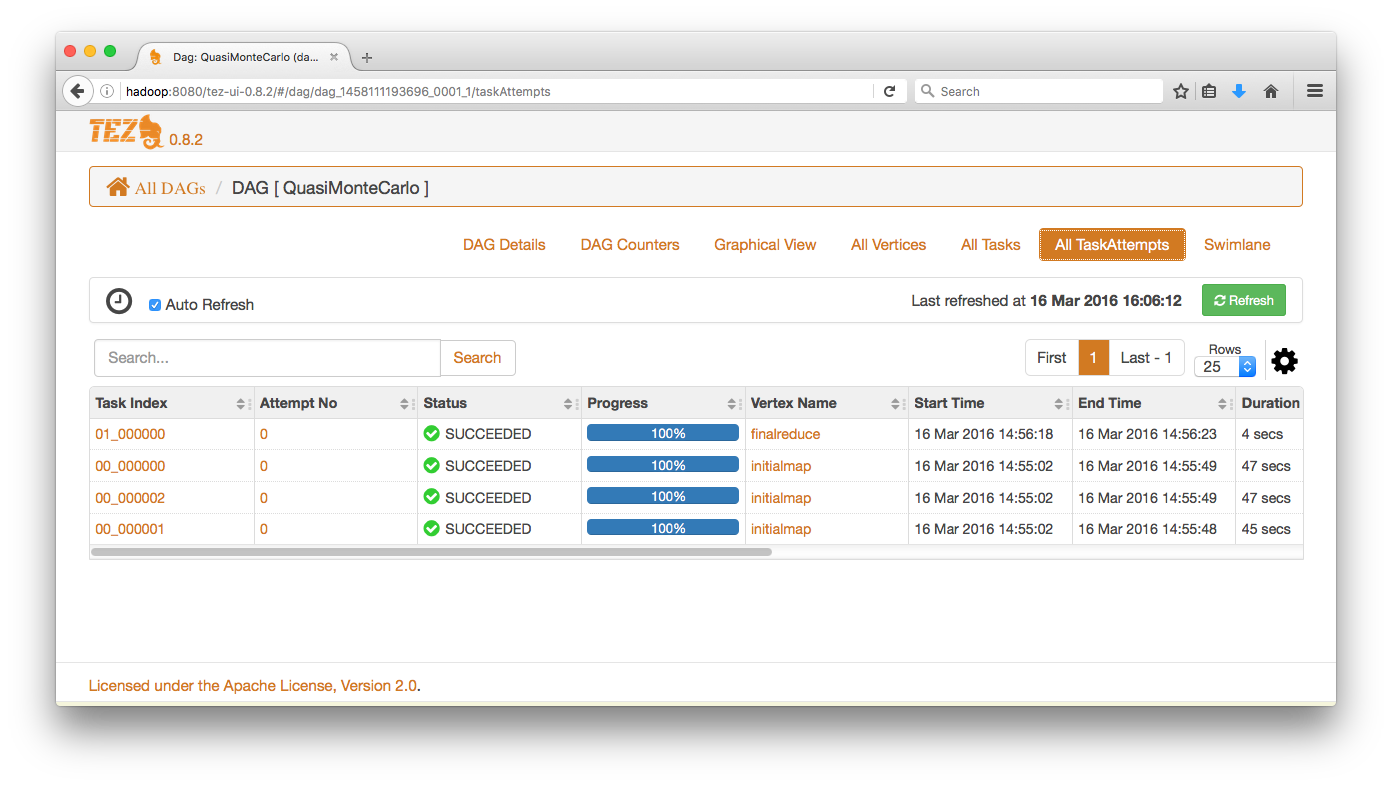 Dag: QuasiMonteCarlo (da...
hadoop:8080/tez-ui-0.8.2/#/dag/dag_1458111193696_0001_1/taskAttempts
Search
TEZ 0.8.2
All DAGs / DAG [ QuasiMonteCarlo ]
DAG Details DAG Counters Graphical View All Vertices All Tasks All TaskAttempts Swimlane
Auto Refresh Last refreshed at 16 Mar 2016 16:06:12 Refresh
Search... Search First 1 Last - 1 Rows 25
Task Index Attempt No Status Progress Vertex Name Start Time End Time Duration
01_000000 0 SUCCEEDED 100% finalreduce 16 Mar 2016 14:56:18 16 Mar 2016 14:56:23 4 secs
00_000000 0 SUCCEEDED 100% initialmap 16 Mar 2016 14:55:02 16 Mar 2016 14:55:49 47 secs
00_000002 0 SUCCEEDED 100% initialmap 16 Mar 2016 14:55:02 16 Mar 2016 14:55:49 47 secs
00_000001 0 SUCCEEDED 100% initialmap 16 Mar 2016 14:55:02 16 Mar 2016 14:55:48 45 secs
Licensed under the Apache License, Version 2.0.